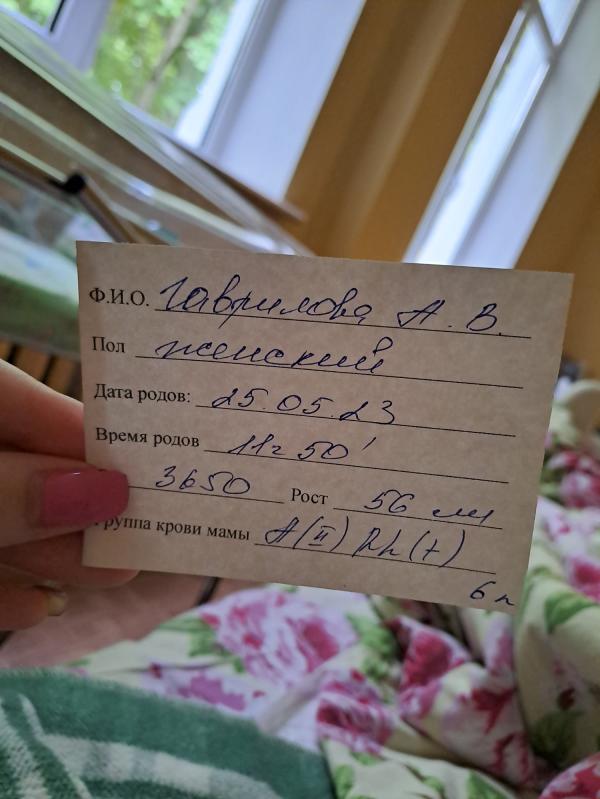 Ф.И.О. Гаврилова А. В.
Пол женский
Дата родов: 25.05.23
Время родов 11ч 50'
3650 Рост 56 см
Группа крови мамы A(II) Rh(+)